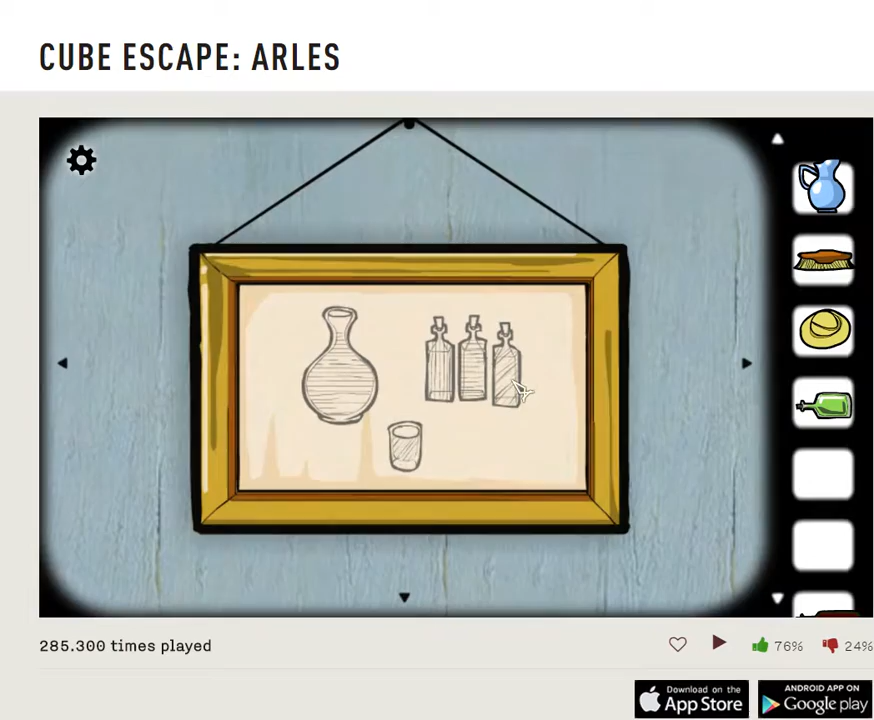 CUBE ESCAPE: ARLES
285.300 times played
76%
24%
Download on the
App Store
ANDROID APP ON
Google play